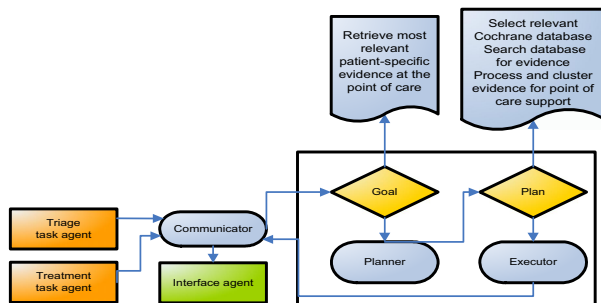 Retrieve most
relevant
patient-specific
evidence at the
point of care
Select relevant
Cochrane database
Search database
for evidence
Process and cluster
evidence for point of
care support
Goal
Plan
Triage
task agent
Communicator
Treatment
task agent
Interface agent
Planner
Executor